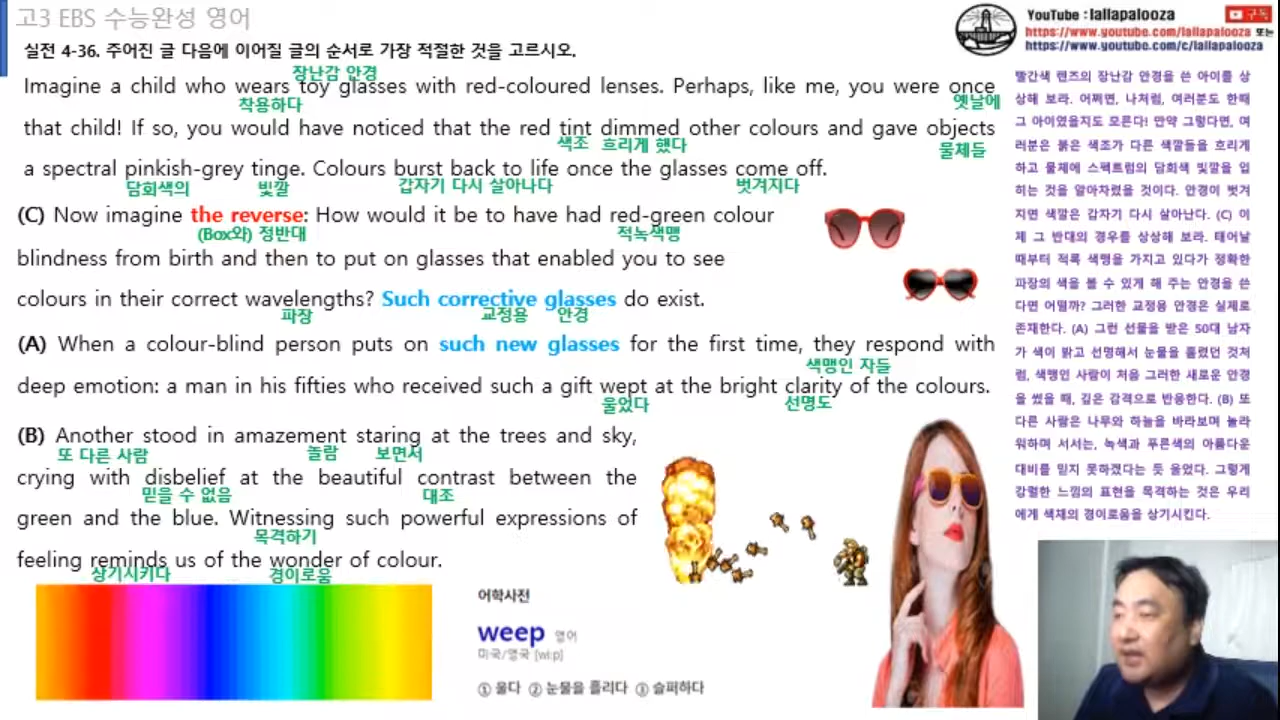 고3 EBS 수능완성 영어
YouTube : lallapalooza
구독
https://www.youtube.com/lallapalooza 또는
https://www.youtube.com/c/lallapalooza
실전 4-36. 주어진 글 다음에 이어질 글의 순서로 가장 적절한 것을 고르시오.
장난감 안경
Imagine a child who wears toy glasses with red-coloured lenses. Perhaps, like me, you were once
착용하다 옛날에
that child! If so, you would have noticed that the red tint dimmed other colours and gave objects
색조 흐리게 했다 물체들
a spectral pinkish-grey tinge. Colours burst back to life once the glasses come off.
담회색의 빛깔 갑자기 다시 살아나다 벗겨지다
(C) Now imagine the reverse: How would it be to have had red-green colour
(Box와) 정반대 적녹색맹
blindness from birth and then to put on glasses that enabled you to see
colours in their correct wavelengths? Such corrective glasses do exist.
파장 교정용 안경
(A) When a colour-blind person puts on such new glasses for the first time, they respond with
색맹인 자들
deep emotion: a man in his fifties who received such a gift wept at the bright clarity of the colours.
울었다 선명도
(B) Another stood in amazement staring at the trees and sky,
또 다른 사람 놀람 보면서
crying with disbelief at the beautiful contrast between the
믿을 수 없음 대조
green and the blue. Witnessing such powerful expressions of
목격하기
feeling reminds us of the wonder of colour.
상기시키다 경이로움
어학사전
weep 영어
미국/영국 [wi:p]
① 울다 ② 눈물을 흘리다 ③ 슬퍼하다
빨간색 렌즈의 장난감 안경을 쓴 아이를 상
상해 보라. 어쩌면, 나처럼, 여러분도 한때
그 아이였을지도 모른다! 만약 그렇다면, 여
러분은 붉은 색조가 다른 색깔들을 흐리게
하고 물체에 스펙트럼의 담회색 빛깔을 입
히는 것을 알아차렸을 것이다. 안경이 벗겨
지면 색깔은 갑자기 다시 살아난다. (C) 이
제 그 반대의 경우를 상상해 보라. 태어날
때부터 적록 색맹을 가지고 있다가 정확한
파장의 색을 볼 수 있게 해 주는 안경을 쓴
다면 어떨까? 그러한 교정용 안경은 실제로
존재한다. (A) 그런 선물을 받은 50대 남자
가 색이 밝고 선명해서 눈물을 흘렸던 것처
럼, 색맹인 사람이 처음 그러한 새로운 안경
을 썼을 때, 깊은 감격으로 반응한다. (B) 또
다른 사람은 나무와 하늘을 바라보며 놀라
워하며 서서는, 녹색과 푸른색의 아름다운
대비를 믿지 못하겠다는 듯 울었다. 그렇게
강렬한 느낌의 표현을 목격하는 것은 우리
에게 색채의 경이로움을 상기시킨다.